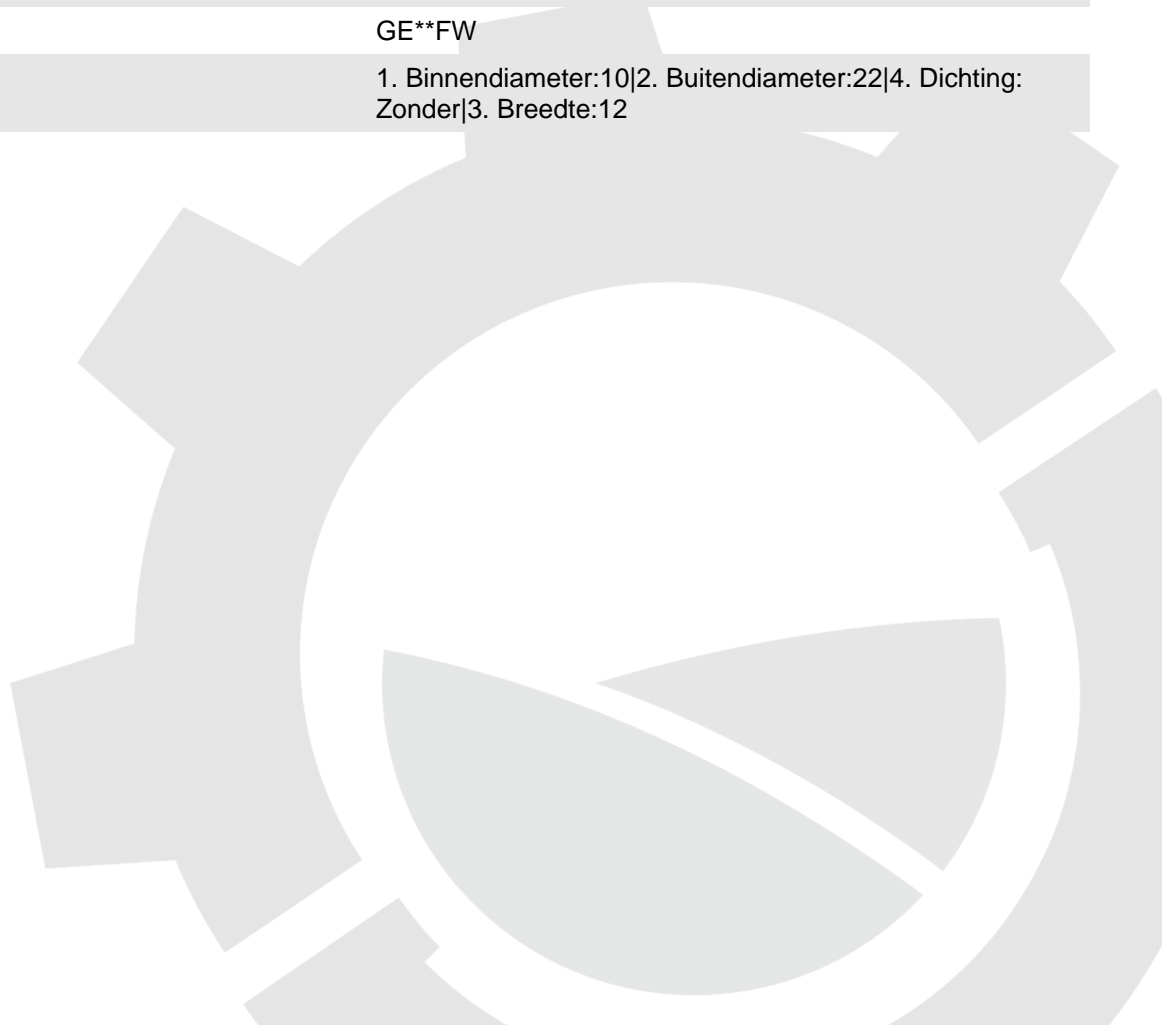 GE**FW
1. Binnendiameter:10|2. Buitendiameter:22|4. Dichting:
Zonder|3. Breedte:12